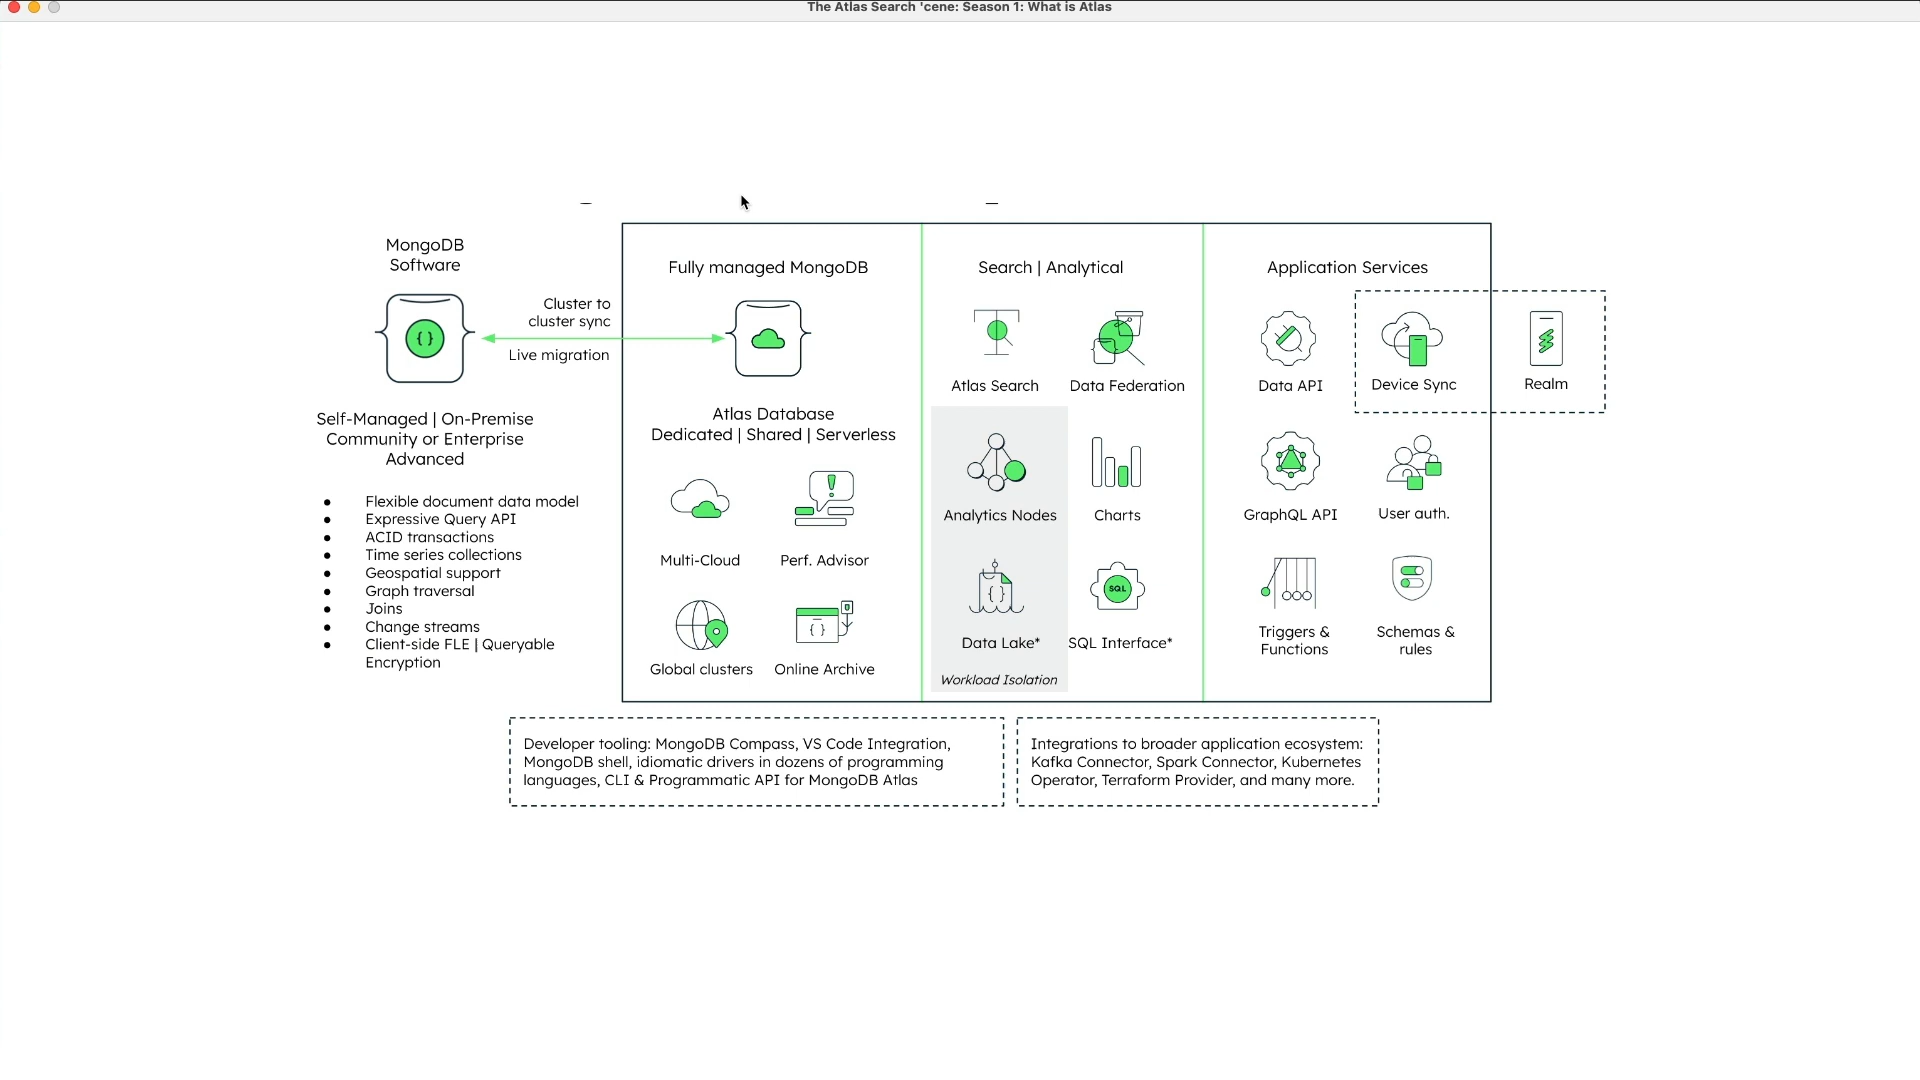 The Atlas Search 'cene: Season 1: What is Atlas
MongoDB
Software
{ }
Cluster to
cluster sync
Live migration
Self-Managed | On-Premise
Community or Enterprise
Advanced
● Flexible document data model
● Expressive Query API
● ACID transactions
● Time series collections
● Geospatial support
● Graph traversal
● Joins
● Change streams
● Client-side FLE | Queryable
Encryption
Fully managed MongoDB
Atlas Database
Dedicated | Shared | Serverless
Multi-Cloud
Perf. Advisor
Global clusters
{ }
Online Archive
Search | Analytical
Atlas Search
Data Federation
Analytics Nodes
Charts
{ }
Data Lake*
SQL
SQL Interface*
Workload Isolation
Application Services
Data API
Device Sync
Realm
GraphQL API
User auth.
Triggers &
Functions
Schemas &
rules
Developer tooling: MongoDB Compass, VS Code Integration,
MongoDB shell, idiomatic drivers in dozens of programming
languages, CLI & Programmatic API for MongoDB Atlas
Integrations to broader application ecosystem:
Kafka Connector, Spark Connector, Kubernetes
Operator, Terraform Provider, and many more.